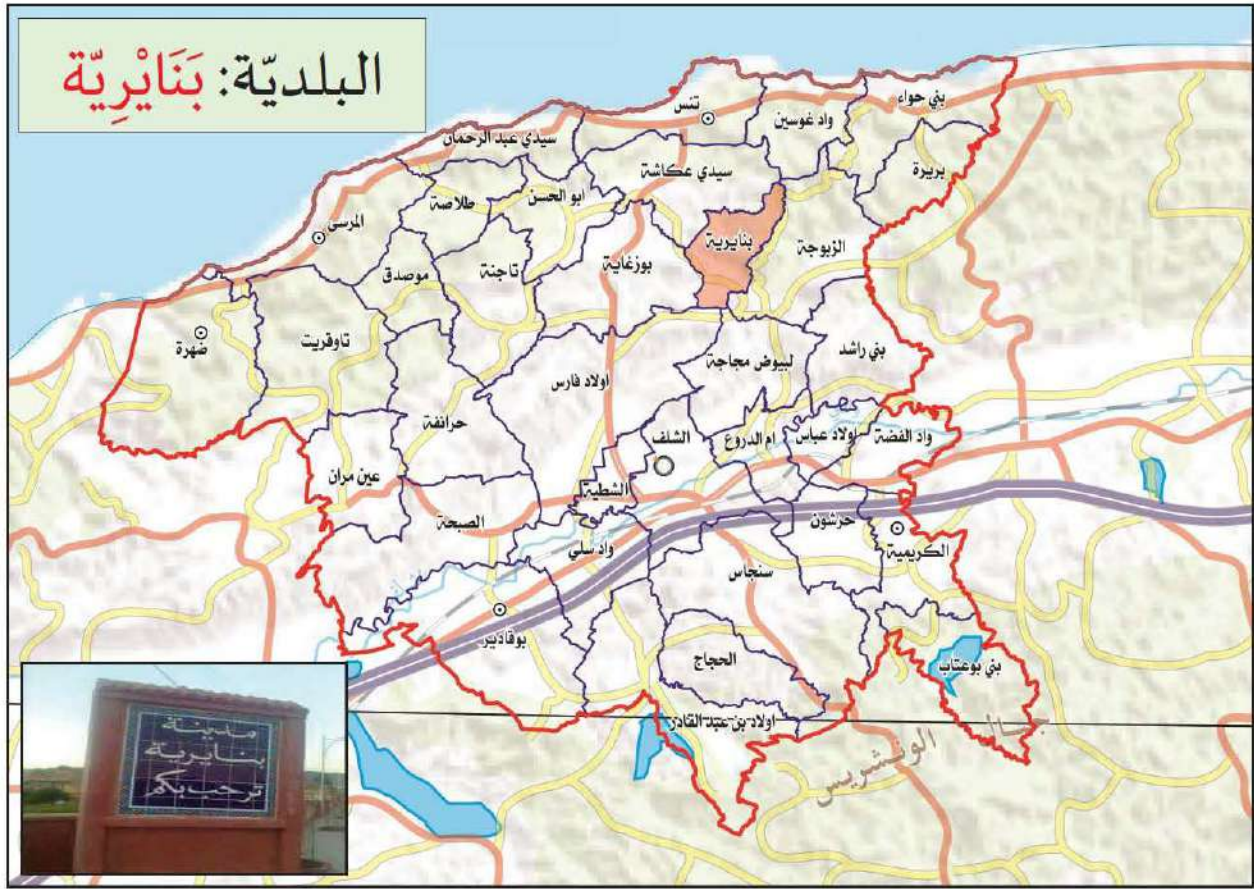 البلديّة: بَنَايْرِيّة
بني حواء
تنس
واد غوسين
سيدي عبد الرحمان
بريرة
سيدي عكاشة
ابو الحسن
طلاصة
المرسى
بنايرية
الزبوجة
بوزغاية
تاجنة
موصدق
ضهرة
تاوقريت
بني راشد
لبيوض مجاجة
اولاد فارس
حرانفة
واد الفضة
اولاد عباس
ام الدروع
الشلف
عين مران
الشطية
الصبحة
حرشون
الكريمية
واد سلي
سنجاس
بوقادير
الحجاج
بني بوعتاب
اولاد بن عبد القادر
جبال الونشريس
مدينة
بنايرية
ترحب بكم